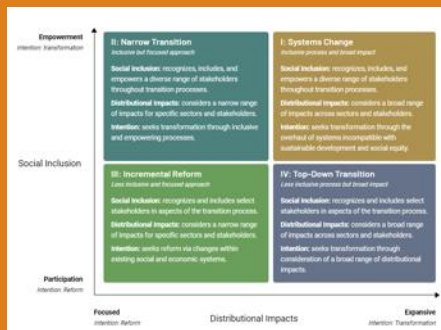 Empowerment
Intention: transformation
II: Narrow Transition
Inclusive but focused approach
Social Inclusion: recognizes, includes, and
empowers a diverse range of stakeholders
throughout transition processes.
Distributional Impacts: considers a narrow range
of impacts for specific sectors and stakeholders.
Intention: seeks transformation through inclusive
and empowering processes.
I: Systems Change
Inclusive process and broad impact
Social Inclusion: recognizes, includes, and
empowers a diverse range of stakeholders
throughout transition processes.
Distributional Impacts: considers a broad range
of impacts across sectors and stakeholders.
Intention: seeks transformation through the
overhaul of systems incompatible with
sustainable development and social equity.
Social Inclusion
III: Incremental Reform
Less inclusive and focused approach
Social Inclusion: recognizes and includes select
stakeholders in aspects of the transition process.
Distributional Impacts: considers a narrow range
of impacts for specific sectors and stakeholders.
Intention: seeks reform via changes within
existing social and economic systems.
IV: Top-Down Transition
Less inclusive process but broad impact
Social Inclusion: recognizes and includes select
stakeholders in aspects of the transition process.
Distributional Impacts: considers a broad range
of impacts across sectors and stakeholders.
Intention: seeks transformation through
consideration of a broad range of distributional
impacts.
Participation
Intention: Reform
Focused
Intention: Reform
Distributional Impacts
Expansive
Intention: Transformation